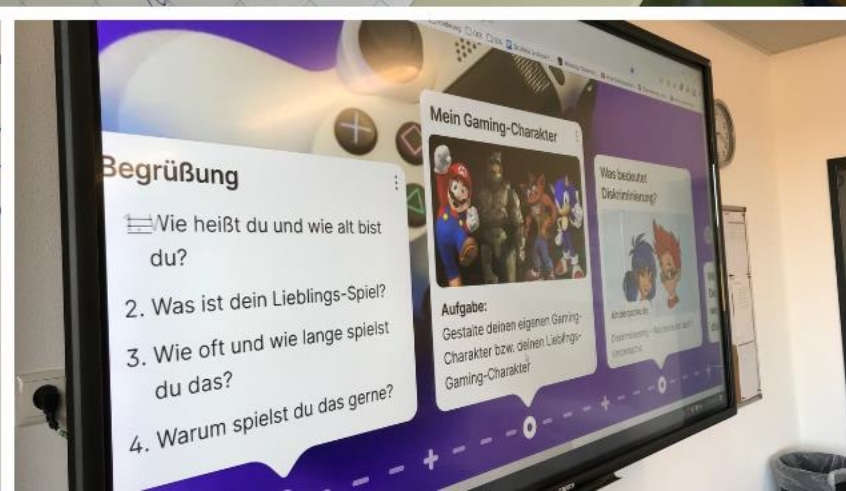 Begrüßung
Wie heißt du und wie alt bist
du?
2. Was ist dein Lieblings-Spiel?
3. Wie oft und wie lange spielst
du das?
4. Warum spielst du das gerne?
Mein Gaming-Charakter
Aufgabe:
Gestalte deinen eigenen Gaming-
Charakter bzw. deinen Lieblings-
Gaming-Charakter
Was bedeutet
Diskriminierung?